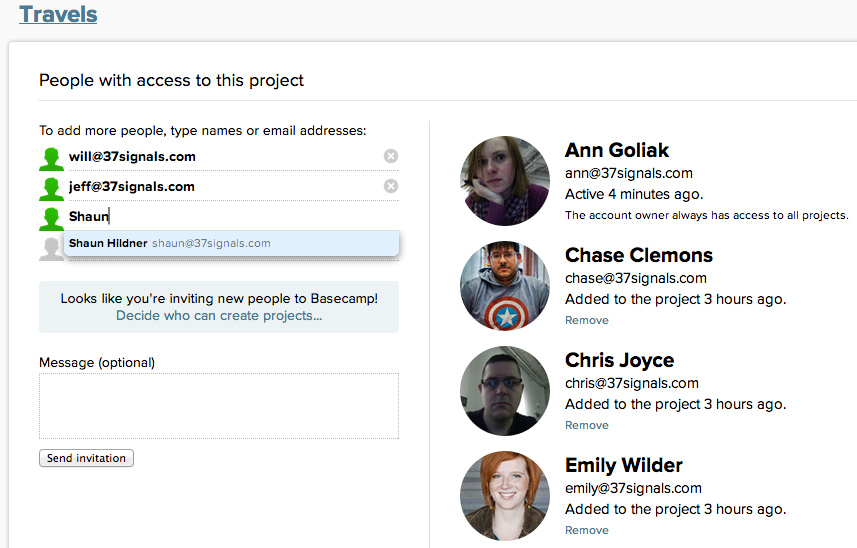 Travels
People with access to this project
To add more people, type names or email addresses:
will@37signals.com
jeff@37signals.com
Shaun
Shaun Hildner shaun@37signals.com
Looks like you're inviting new people to Basecamp!
Decide who can create projects...
Message (optional)
Send invitation
Ann Goliak
ann@37signals.com
Active 4 minutes ago.
The account owner always has access to all projects.
Chase Clemons
chase@37signals.com
Added to the project 3 hours ago.
Remove
Chris Joyce
chris@37signals.com
Added to the project 3 hours ago.
Remove
Emily Wilder
emily@37signals.com
Added to the project 3 hours ago.
Remove